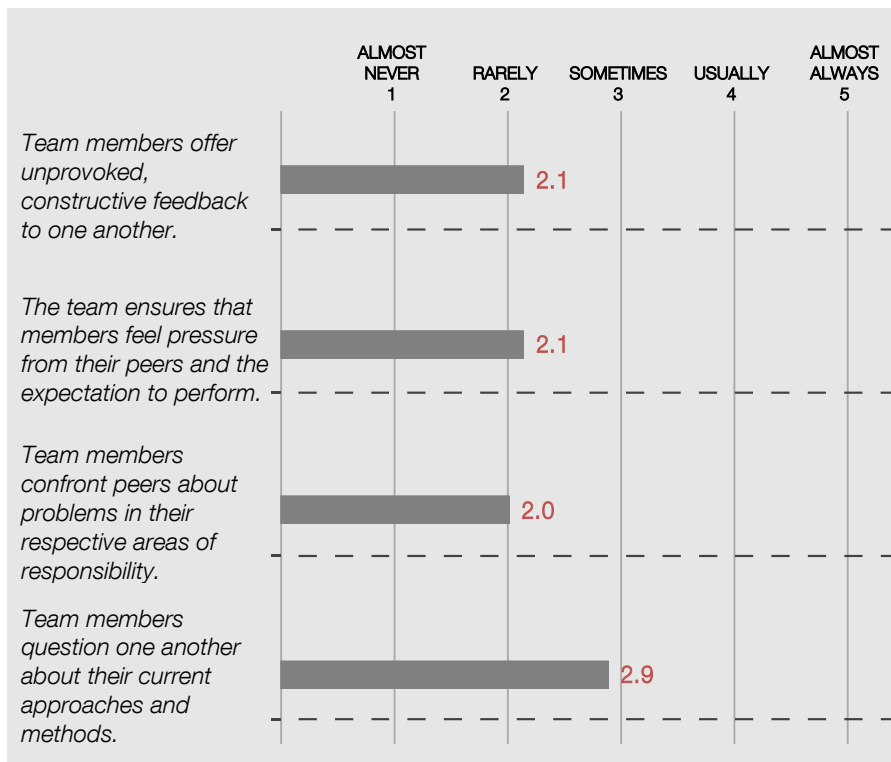 ALMOST
NEVER
1
RARELY
2
SOMETIMES
3
USUALLY
4
ALMOST
ALWAYS
5
Team members offer
unprovoked,
constructive feedback
to one another.
2.1
The team ensures that
members feel pressure
from their peers and the
expectation to perform.
2.1
Team members
confront peers about
problems in their
respective areas of
responsibility.
2.0
Team members
question one another
about their current
approaches and
methods.
2.9